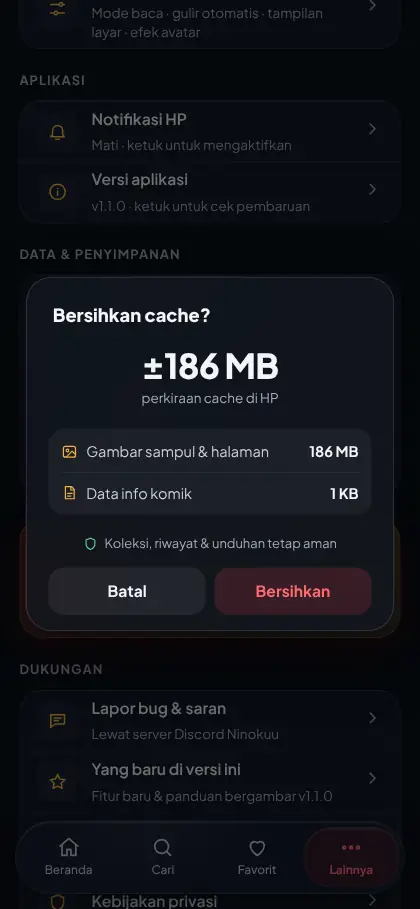 Mode baca · gulir otomatis · tampilan
layar · efek avatar
APLIKASI
Notifikasi HP
Mati · ketuk untuk mengaktifkan
Versi aplikasi
v1.1.0 · ketuk untuk cek pembaruan
DATA & PENYIMPANAN
Bersihkan cache?
±186 MB
perkiraan cache di HP
Gambar sampul & halaman 186 MB
Data info komik 1 KB
Koleksi, riwayat & unduhan tetap aman
Batal Bersihkan
DUKUNGAN
Lapor bug & saran
Lewat server Discord Ninokuu
Yang baru di versi ini
Fitur baru & panduan bergambar v1.1.0
Beranda Cari Favorit Lainnya
Kebijakan privasi